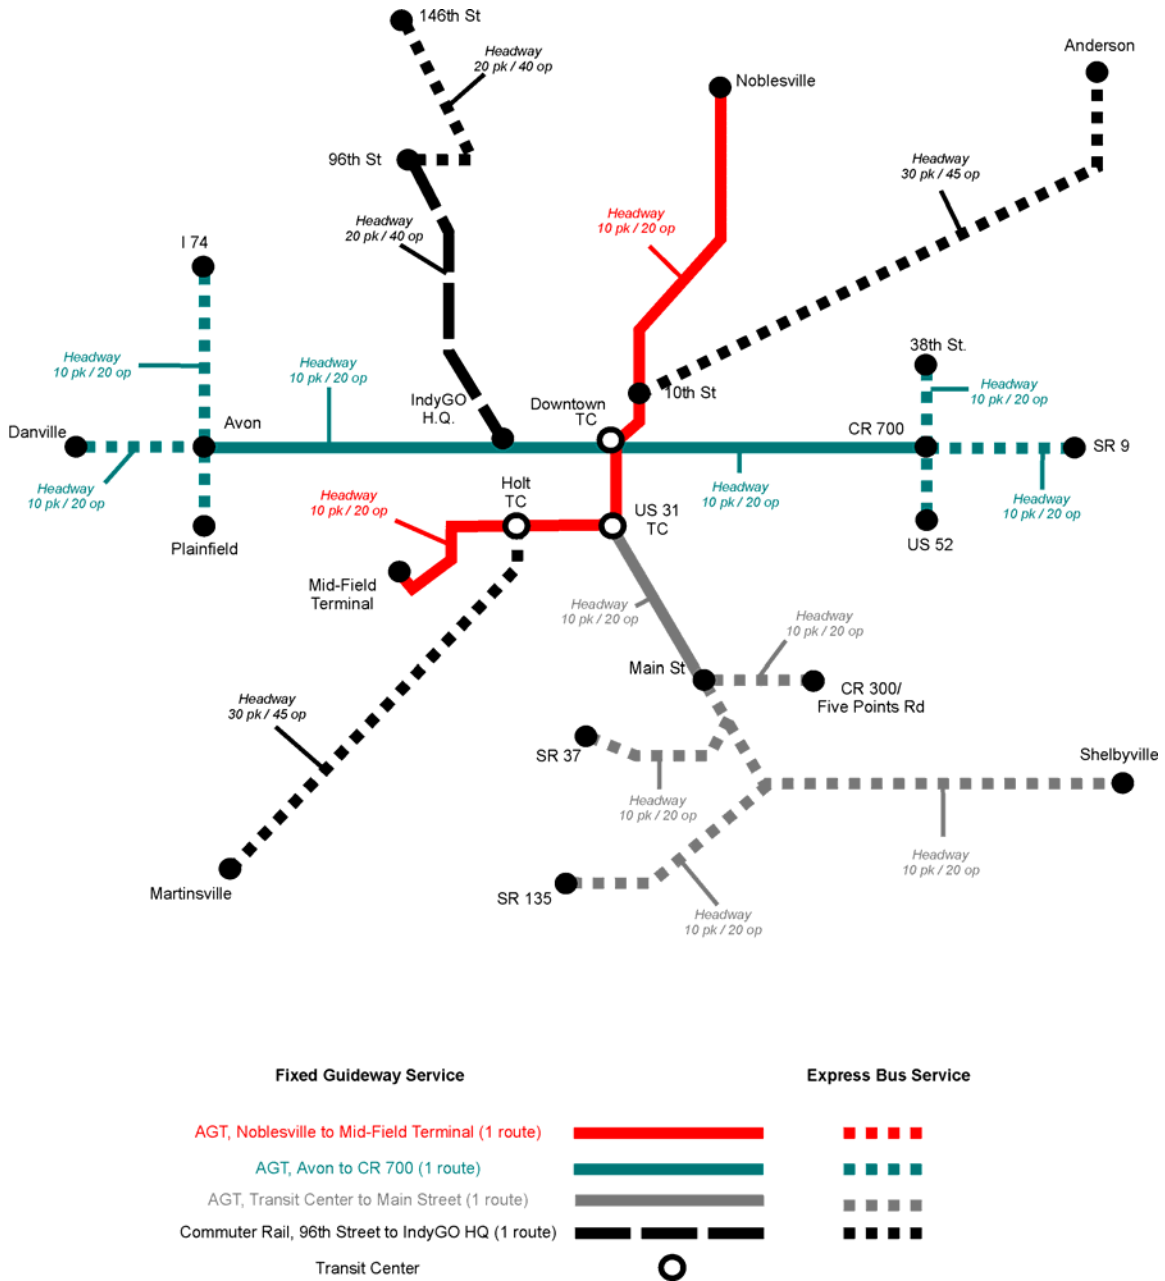 146th St
Headway
20 pk / 40 op
Anderson
Noblesville
96th St
Headway
30 pk / 45 op
Headway
20 pk / 40 op
Headway
10 pk / 20 op
I 74
38th St.
Headway
10 pk / 20 op
Headway
10 pk / 20 op
IndyGO
H.Q.
10th St
Headway
10 pk / 20 op
Downtown
TC
Danville
Avon
CR 700
SR 9
Headway
10 pk / 20 op
Headway
10 pk / 20 op
Headway
10 pk / 20 op
Headway
10 pk / 20 op
Holt
TC
US 31
TC
Plainfield
US 52
Mid-Field
Terminal
Headway
10 pk / 20 op
Headway
10 pk / 20 op
Main St
CR 300/
Five Points Rd
Headway
30 pk / 45 op
SR 37
Shelbyville
Headway
10 pk / 20 op
Headway
10 pk / 20 op
Martinsville
SR 135
Headway
10 pk / 20 op
Fixed Guideway Service
Express Bus Service
AGT, Noblesville to Mid-Field Terminal (1 route)
AGT, Avon to CR 700 (1 route)
AGT, Transit Center to Main Street (1 route)
Commuter Rail, 96th Street to IndyGO HQ (1 route)
Transit Center